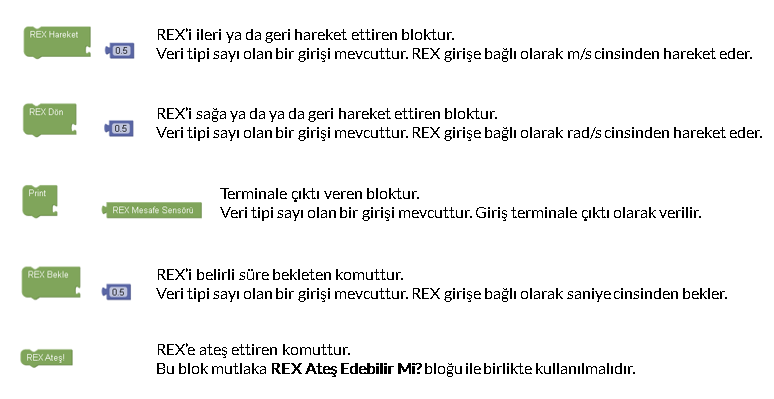 REX Hareket
0.5
REX'i ileri ya da geri hareket ettiren bloktur.
Veri tipi sayı olan bir girişi mevcuttur. REX girişe bağlı olarak m/s cinsinden hareket eder.
REX Dön
0.5
REX'i sağa ya da ya da geri hareket ettiren bloktur.
Veri tipi sayı olan bir girişi mevcuttur. REX girişe bağlı olarak rad/s cinsinden hareket eder.
Print
REX Mesafe Sensörü
Terminale çıktı veren bloktur.
Veri tipi sayı olan bir girişi mevcuttur. Giriş terminale çıktı olarak verilir.
REX Bekle
0.5
REX'i belirli süre bekleten komuttur.
Veri tipi sayı olan bir girişi mevcuttur. REX girişe bağlı olarak saniye cinsinden bekler.
REX Ateş!
REX'e ateş ettiren komuttur.
Bu blok mutlaka REX Ateş Edebilir Mi? bloğu ile birlikte kullanılmalıdır.